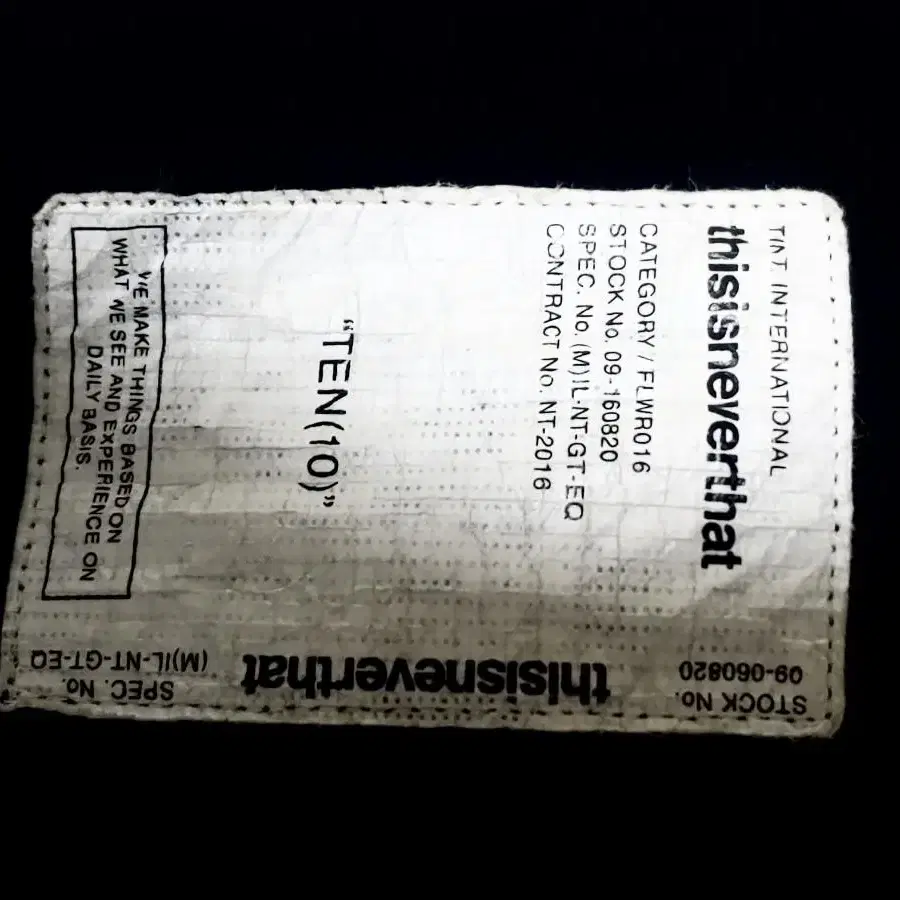 TNT INTERNATIONAL
thisisneverthat
CATEGORY / FLWR016
STOCK No. 09-160820
SPEC. No. (M)IL-NT-GT-EQ
CONTRACT No. NT-2016
“TEN(10)”
WE MAKE THINGS BASED ON
WHAT WE SEE AND EXPERIENCE ON
DAILY BASIS.
STOCK No.
09-060820
thisisneverthat
SPEC. No.
(M)IL-NT-GT-EQ